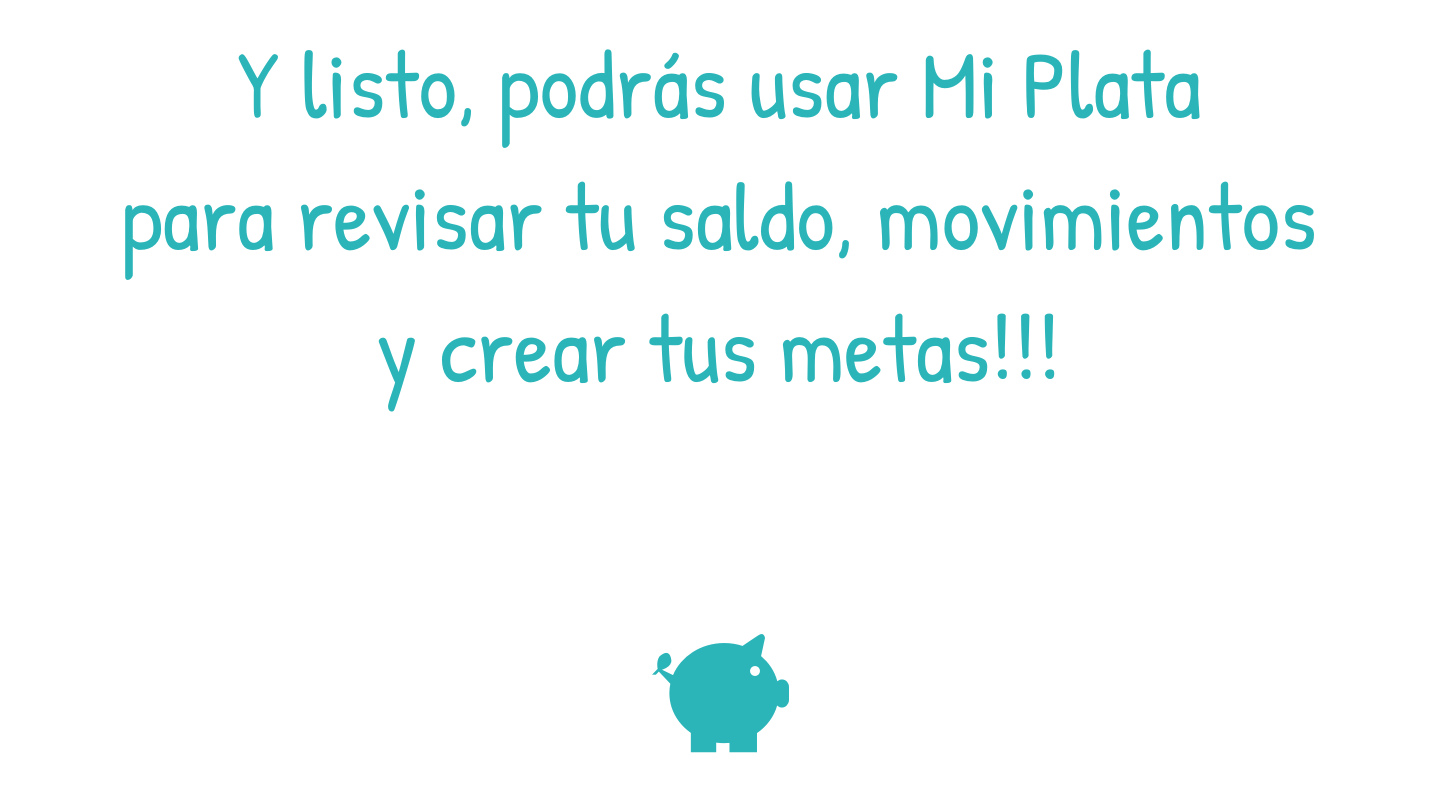 Y listo, podrás usar Mi Plata
para revisar tu saldo, movimientos
y crear tus metas!!!